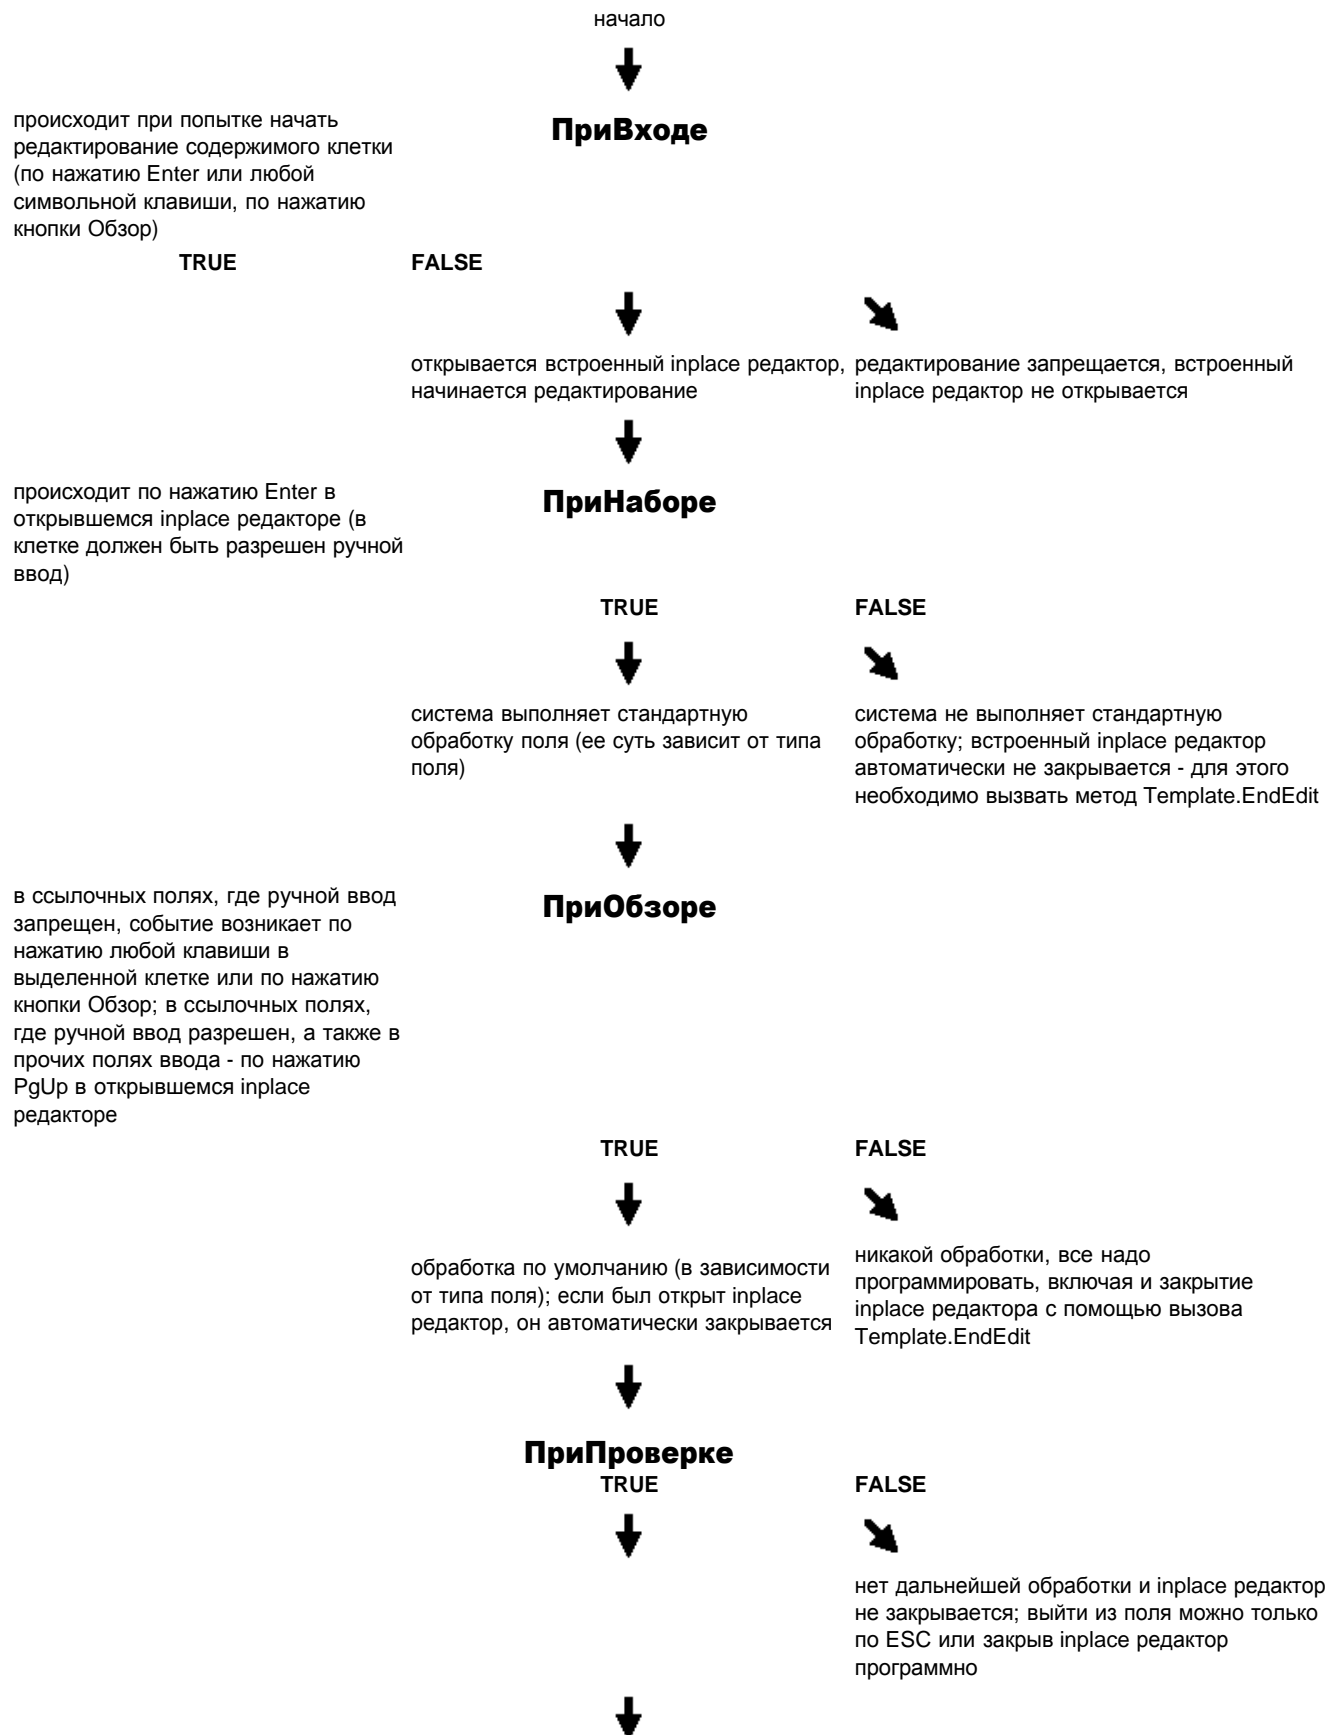 начало
ПриВходе
происходит при попытке начать
редактирование содержимого клетки
(по нажатию Enter или любой
символьной клавиши, по нажатию
кнопки Обзор)
TRUE
FALSE
открывается встроенный inplace редактор,
начинается редактирование
редактирование запрещается, встроенный
inplace редактор не открывается
происходит по нажатию Enter в
открывшемся inplace редакторе (в
клетке должен быть разрешен ручной
ввод)
ПриНаборе
TRUE
FALSE
система выполняет стандартную
обработку поля (ее суть зависит от типа
поля)
система не выполняет стандартную
обработку; встроенный inplace редактор
автоматически не закрывается - для этого
необходимо вызвать метод Template.EndEdit
в ссылочных полях, где ручной ввод
запрещен, событие возникает по
нажатию любой клавиши в
выделенной клетке или по нажатию
кнопки Обзор; в ссылочных полях,
где ручной ввод разрешен, а также в
прочих полях ввода - по нажатию
PgUp в открывшемся inplace
редакторе
ПриОбзоре
TRUE
FALSE
обработка по умолчанию (в зависимости
от типа поля); если был открыт inplace
редактор, он автоматически закрывается
никакой обработки, все надо
программировать, включая и закрытие
inplace редактора с помощью вызова
Template.EndEdit
ПриПроверке
TRUE
FALSE
нет дальнейшей обработки и inplace редактор
не закрывается; выйти из поля можно только
по ESC или закрыв inplace редактор
программно